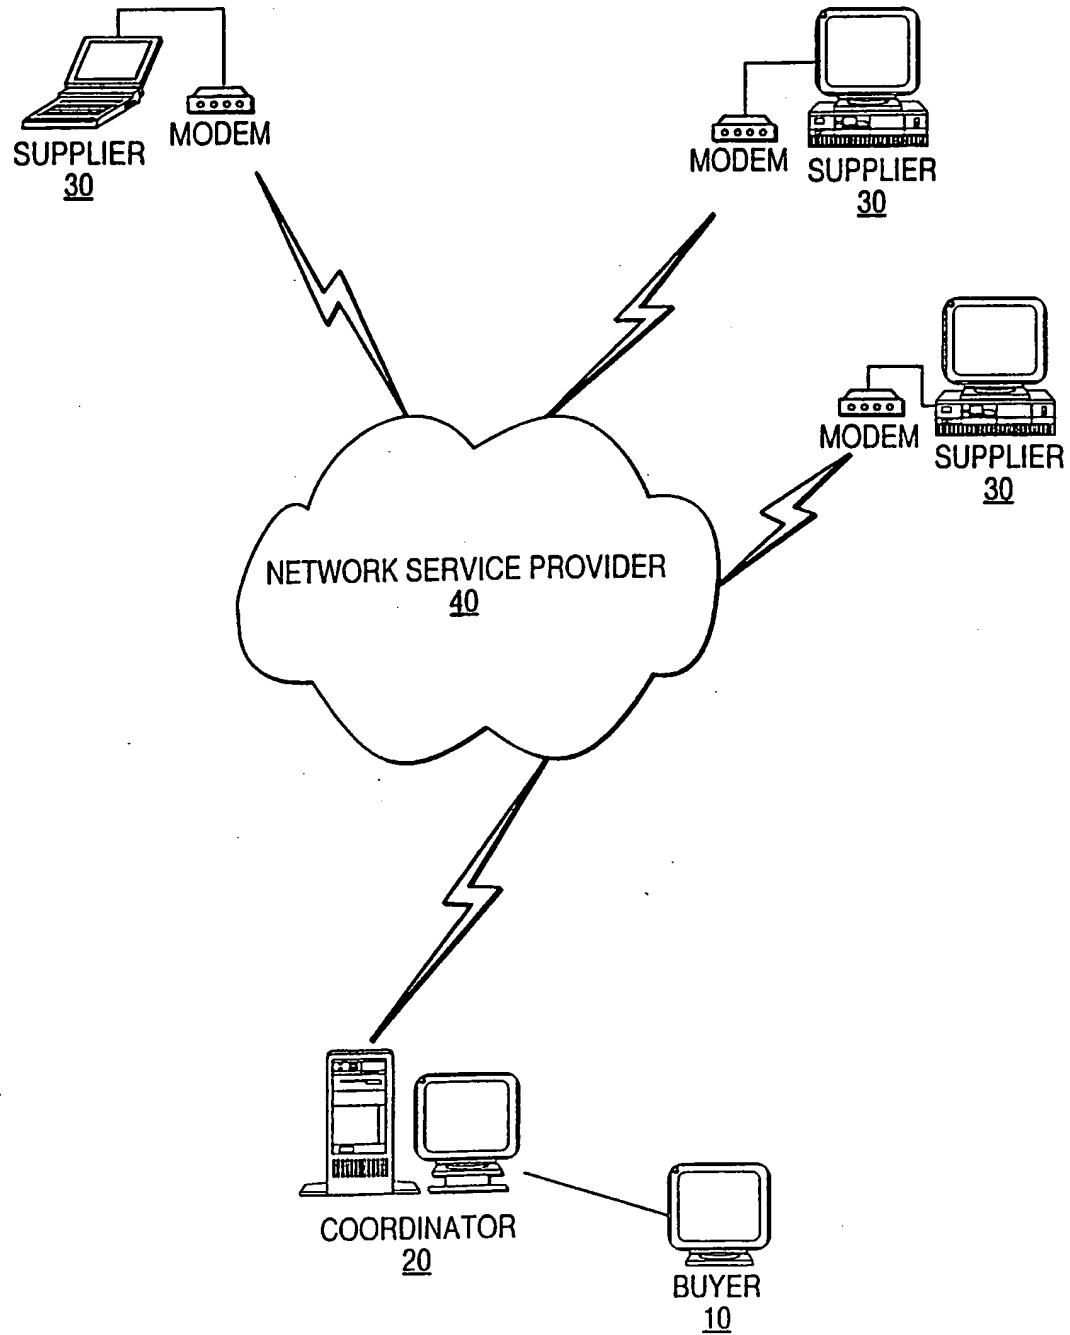 MODEM
SUPPLIER
30
MODEM
SUPPLIER
30
MODEM
SUPPLIER
30
NETWORK SERVICE PROVIDER
40
COORDINATOR
20
BUYER
10